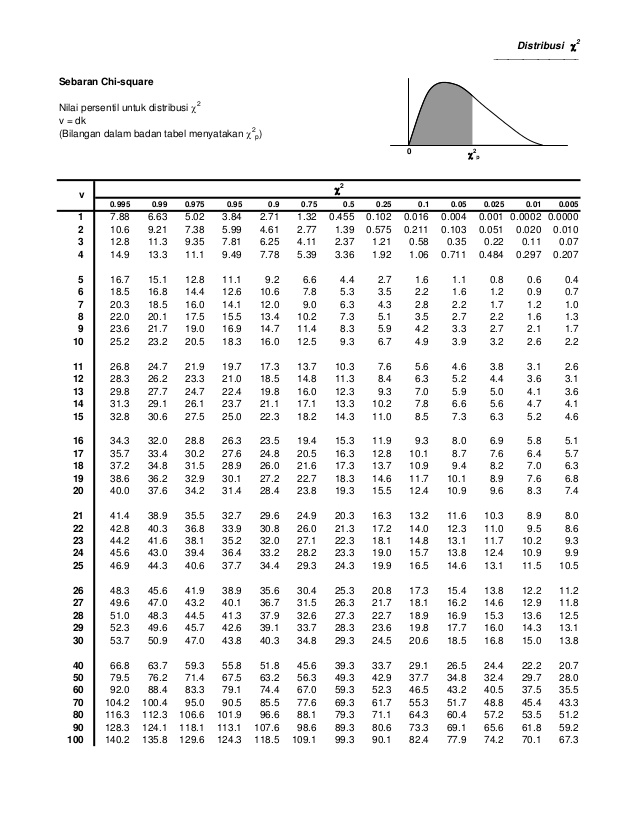 Distribusi χ2
Sebaran Chi-square
Nilai persentil untuk distribusi χ2
v = dk
(Bilangan dalam badan tabel menyatakan χ2p)
0
χ2p
v χ2
0.995 0.99 0.975 0.95 0.9 0.75 0.5 0.25 0.1 0.05 0.025 0.01 0.005
1 7.88 6.63 5.02 3.84 2.71 1.32 0.455 0.102 0.016 0.004 0.001 0.0002 0.0000
2 10.6 9.21 7.38 5.99 4.61 2.77 1.39 0.575 0.211 0.103 0.051 0.020 0.010
3 12.8 11.3 9.35 7.81 6.25 4.11 2.37 1.21 0.58 0.35 0.22 0.11 0.07
4 14.9 13.3 11.1 9.49 7.78 5.39 3.36 1.92 1.06 0.711 0.484 0.297 0.207
5 16.7 15.1 12.8 11.1 9.2 6.6 4.4 2.7 1.6 1.1 0.8 0.6 0.4
6 18.5 16.8 14.4 12.6 10.6 7.8 5.3 3.5 2.2 1.6 1.2 0.9 0.7
7 20.3 18.5 16.0 14.1 12.0 9.0 6.3 4.3 2.8 2.2 1.7 1.2 1.0
8 22.0 20.1 17.5 15.5 13.4 10.2 7.3 5.1 3.5 2.7 2.2 1.6 1.3
9 23.6 21.7 19.0 16.9 14.7 11.4 8.3 5.9 4.2 3.3 2.7 2.1 1.7
10 25.2 23.2 20.5 18.3 16.0 12.5 9.3 6.7 4.9 3.9 3.2 2.6 2.2
11 26.8 24.7 21.9 19.7 17.3 13.7 10.3 7.6 5.6 4.6 3.8 3.1 2.6
12 28.3 26.2 23.3 21.0 18.5 14.8 11.3 8.4 6.3 5.2 4.4 3.6 3.1
13 29.8 27.7 24.7 22.4 19.8 16.0 12.3 9.3 7.0 5.9 5.0 4.1 3.6
14 31.3 29.1 26.1 23.7 21.1 17.1 13.3 10.2 7.8 6.6 5.6 4.7 4.1
15 32.8 30.6 27.5 25.0 22.3 18.2 14.3 11.0 8.5 7.3 6.3 5.2 4.6
16 34.3 32.0 28.8 26.3 23.5 19.4 15.3 11.9 9.3 8.0 6.9 5.8 5.1
17 35.7 33.4 30.2 27.6 24.8 20.5 16.3 12.8 10.1 8.7 7.6 6.4 5.7
18 37.2 34.8 31.5 28.9 26.0 21.6 17.3 13.7 10.9 9.4 8.2 7.0 6.3
19 38.6 36.2 32.9 30.1 27.2 22.7 18.3 14.6 11.7 10.1 8.9 7.6 6.8
20 40.0 37.6 34.2 31.4 28.4 23.8 19.3 15.5 12.4 10.9 9.6 8.3 7.4
21 41.4 38.9 35.5 32.7 29.6 24.9 20.3 16.3 13.2 11.6 10.3 8.9 8.0
22 42.8 40.3 36.8 33.9 30.8 26.0 21.3 17.2 14.0 12.3 11.0 9.5 8.6
23 44.2 41.6 38.1 35.2 32.0 27.1 22.3 18.1 14.8 13.1 11.7 10.2 9.3
24 45.6 43.0 39.4 36.4 33.2 28.2 23.3 19.0 15.7 13.8 12.4 10.9 9.9
25 46.9 44.3 40.6 37.7 34.4 29.3 24.3 19.9 16.5 14.6 13.1 11.5 10.5
26 48.3 45.6 41.9 38.9 35.6 30.4 25.3 20.8 17.3 15.4 13.8 12.2 11.2
27 49.6 47.0 43.2 40.1 36.7 31.5 26.3 21.7 18.1 16.2 14.6 12.9 11.8
28 51.0 48.3 44.5 41.3 37.9 32.6 27.3 22.7 18.9 16.9 15.3 13.6 12.5
29 52.3 49.6 45.7 42.6 39.1 33.7 28.3 23.6 19.8 17.7 16.0 14.3 13.1
30 53.7 50.9 47.0 43.8 40.3 34.8 29.3 24.5 20.6 18.5 16.8 15.0 13.8
40 66.8 63.7 59.3 55.8 51.8 45.6 39.3 33.7 29.1 26.5 24.4 22.2 20.7
50 79.5 76.2 71.4 67.5 63.2 56.3 49.3 42.9 37.7 34.8 32.4 29.7 28.0
60 92.0 88.4 83.3 79.1 74.4 67.0 59.3 52.3 46.5 43.2 40.5 37.5 35.5
70 104.2 100.4 95.0 90.5 85.5 77.6 69.3 61.7 55.3 51.7 48.8 45.4 43.3
80 116.3 112.3 106.6 101.9 96.6 88.1 79.3 71.1 64.3 60.4 57.2 53.5 51.2
90 128.3 124.1 118.1 113.1 107.6 98.6 89.3 80.6 73.3 69.1 65.6 61.8 59.2
100 140.2 135.8 129.6 124.3 118.5 109.1 99.3 90.1 82.4 77.9 74.2 70.1 67.3